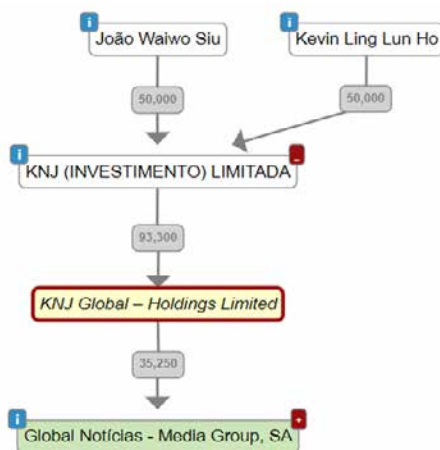 João Waiwo Siu
Kevin Ling Lun Ho
50,000
50,000
KNJ (INVESTIMENTO) LIMITADA
93,300
KNJ Global – Holdings Limited
35,250
Global Notícias - Media Group, SA